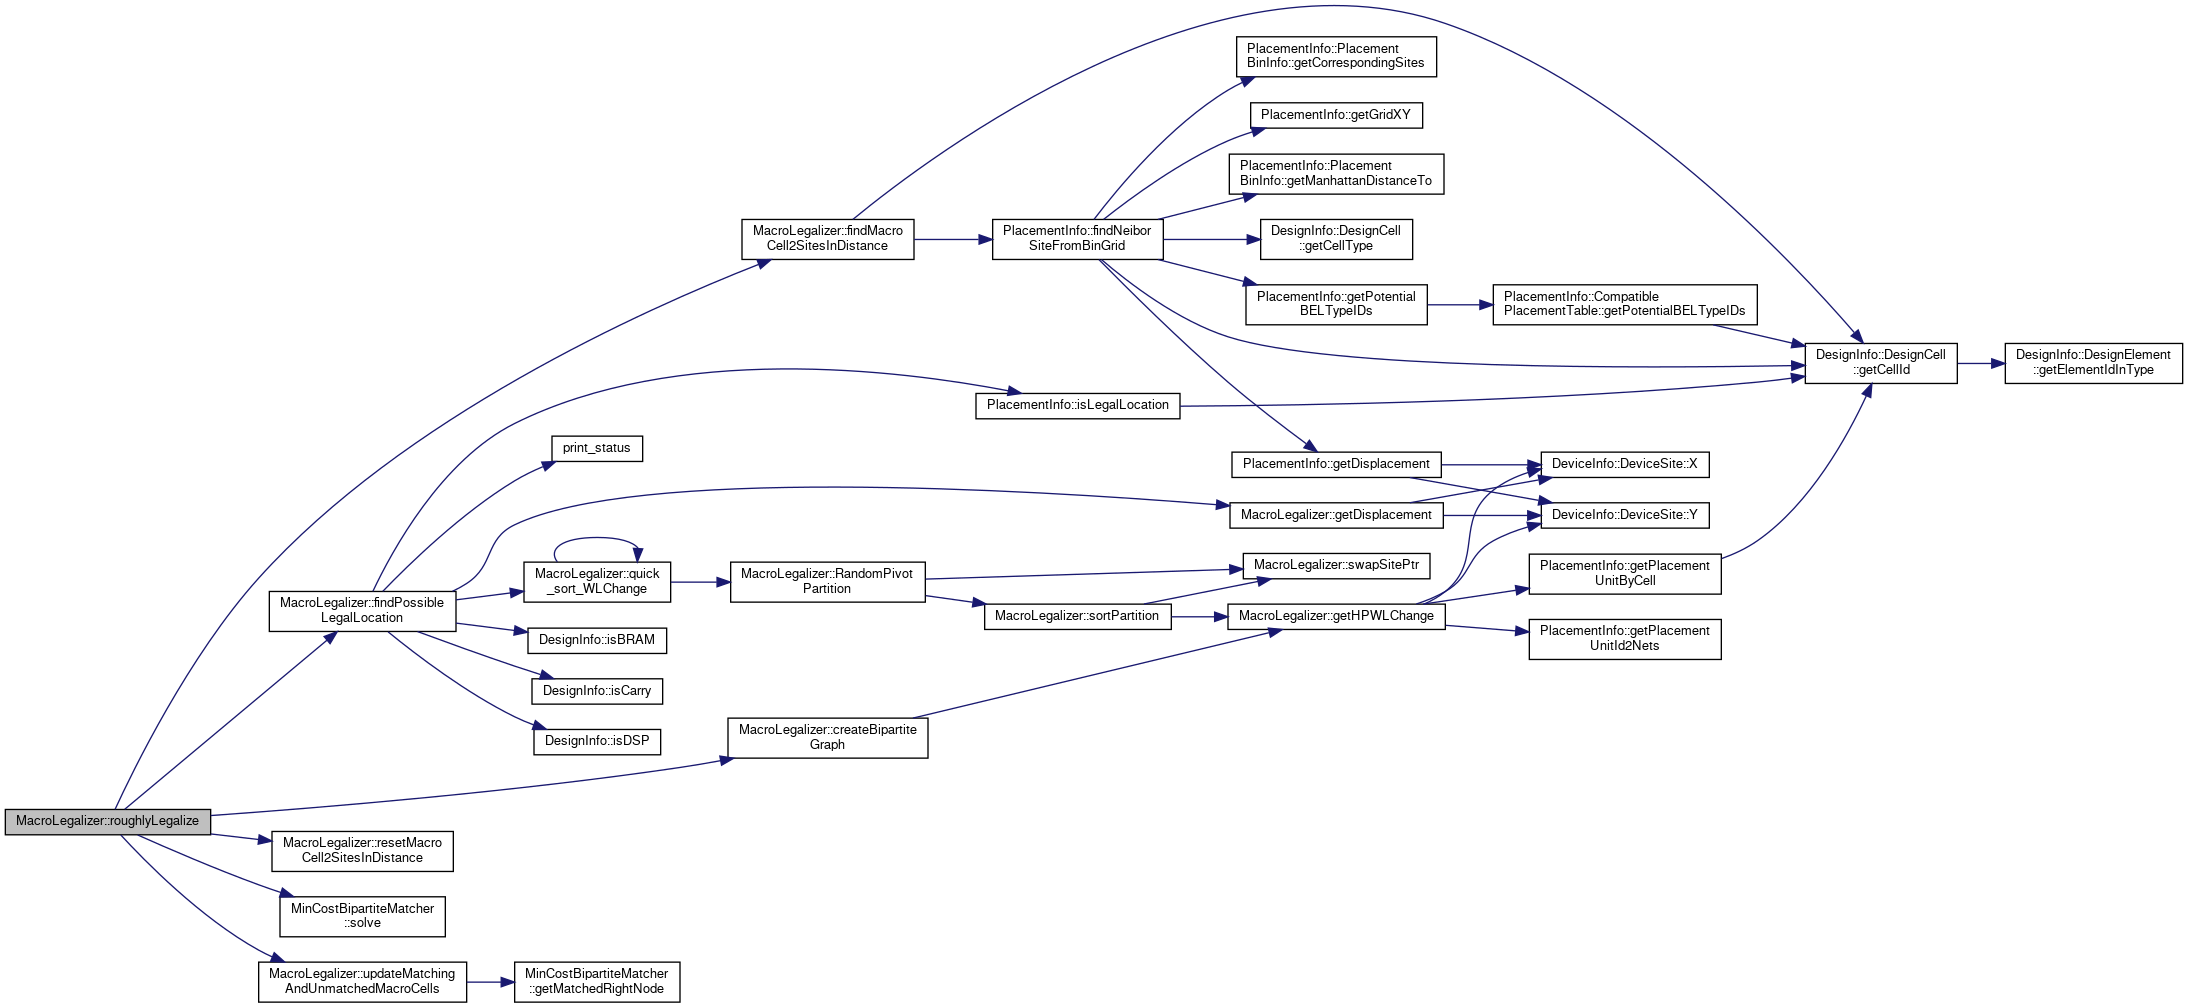 PlacementInfo::Placement
BinInfo::getCorrespondingSites
PlacementInfo::getGridXY
PlacementInfo::Placement
BinInfo::getManhattanDistanceTo
MacroLegalizer::findMacro
Cell2SitesInDistance
PlacementInfo::findNeibor
SiteFromBinGrid
DesignInfo::DesignCell
::getCellType
PlacementInfo::getPotential
BELTypeIDs
PlacementInfo::Compatible
PlacementTable::getPotentialBELTypeIDs
DesignInfo::DesignCell
::getCellId
DesignInfo::DesignElement
::getElementIdInType
PlacementInfo::isLegalLocation
print_status
PlacementInfo::getDisplacement
DeviceInfo::DeviceSite::X
MacroLegalizer::getDisplacement
DeviceInfo::DeviceSite::Y
MacroLegalizer::quick
_sort_WLChange
MacroLegalizer::RandomPivot
Partition
MacroLegalizer::swapSitePtr
PlacementInfo::getPlacement
UnitByCell
MacroLegalizer::findPossible
LegalLocation
MacroLegalizer::sortPartition
MacroLegalizer::getHPWLChange
DesignInfo::isBRAM
PlacementInfo::getPlacement
UnitId2Nets
DesignInfo::isCarry
DesignInfo::isDSP
MacroLegalizer::createBipartite
Graph
MacroLegalizer::roughlyLegalize
MacroLegalizer::resetMacro
Cell2SitesInDistance
MinCostBipartiteMatcher
::solve
MacroLegalizer::updateMatching
AndUnmatchedMacroCells
MinCostBipartiteMatcher
::getMatchedRightNode